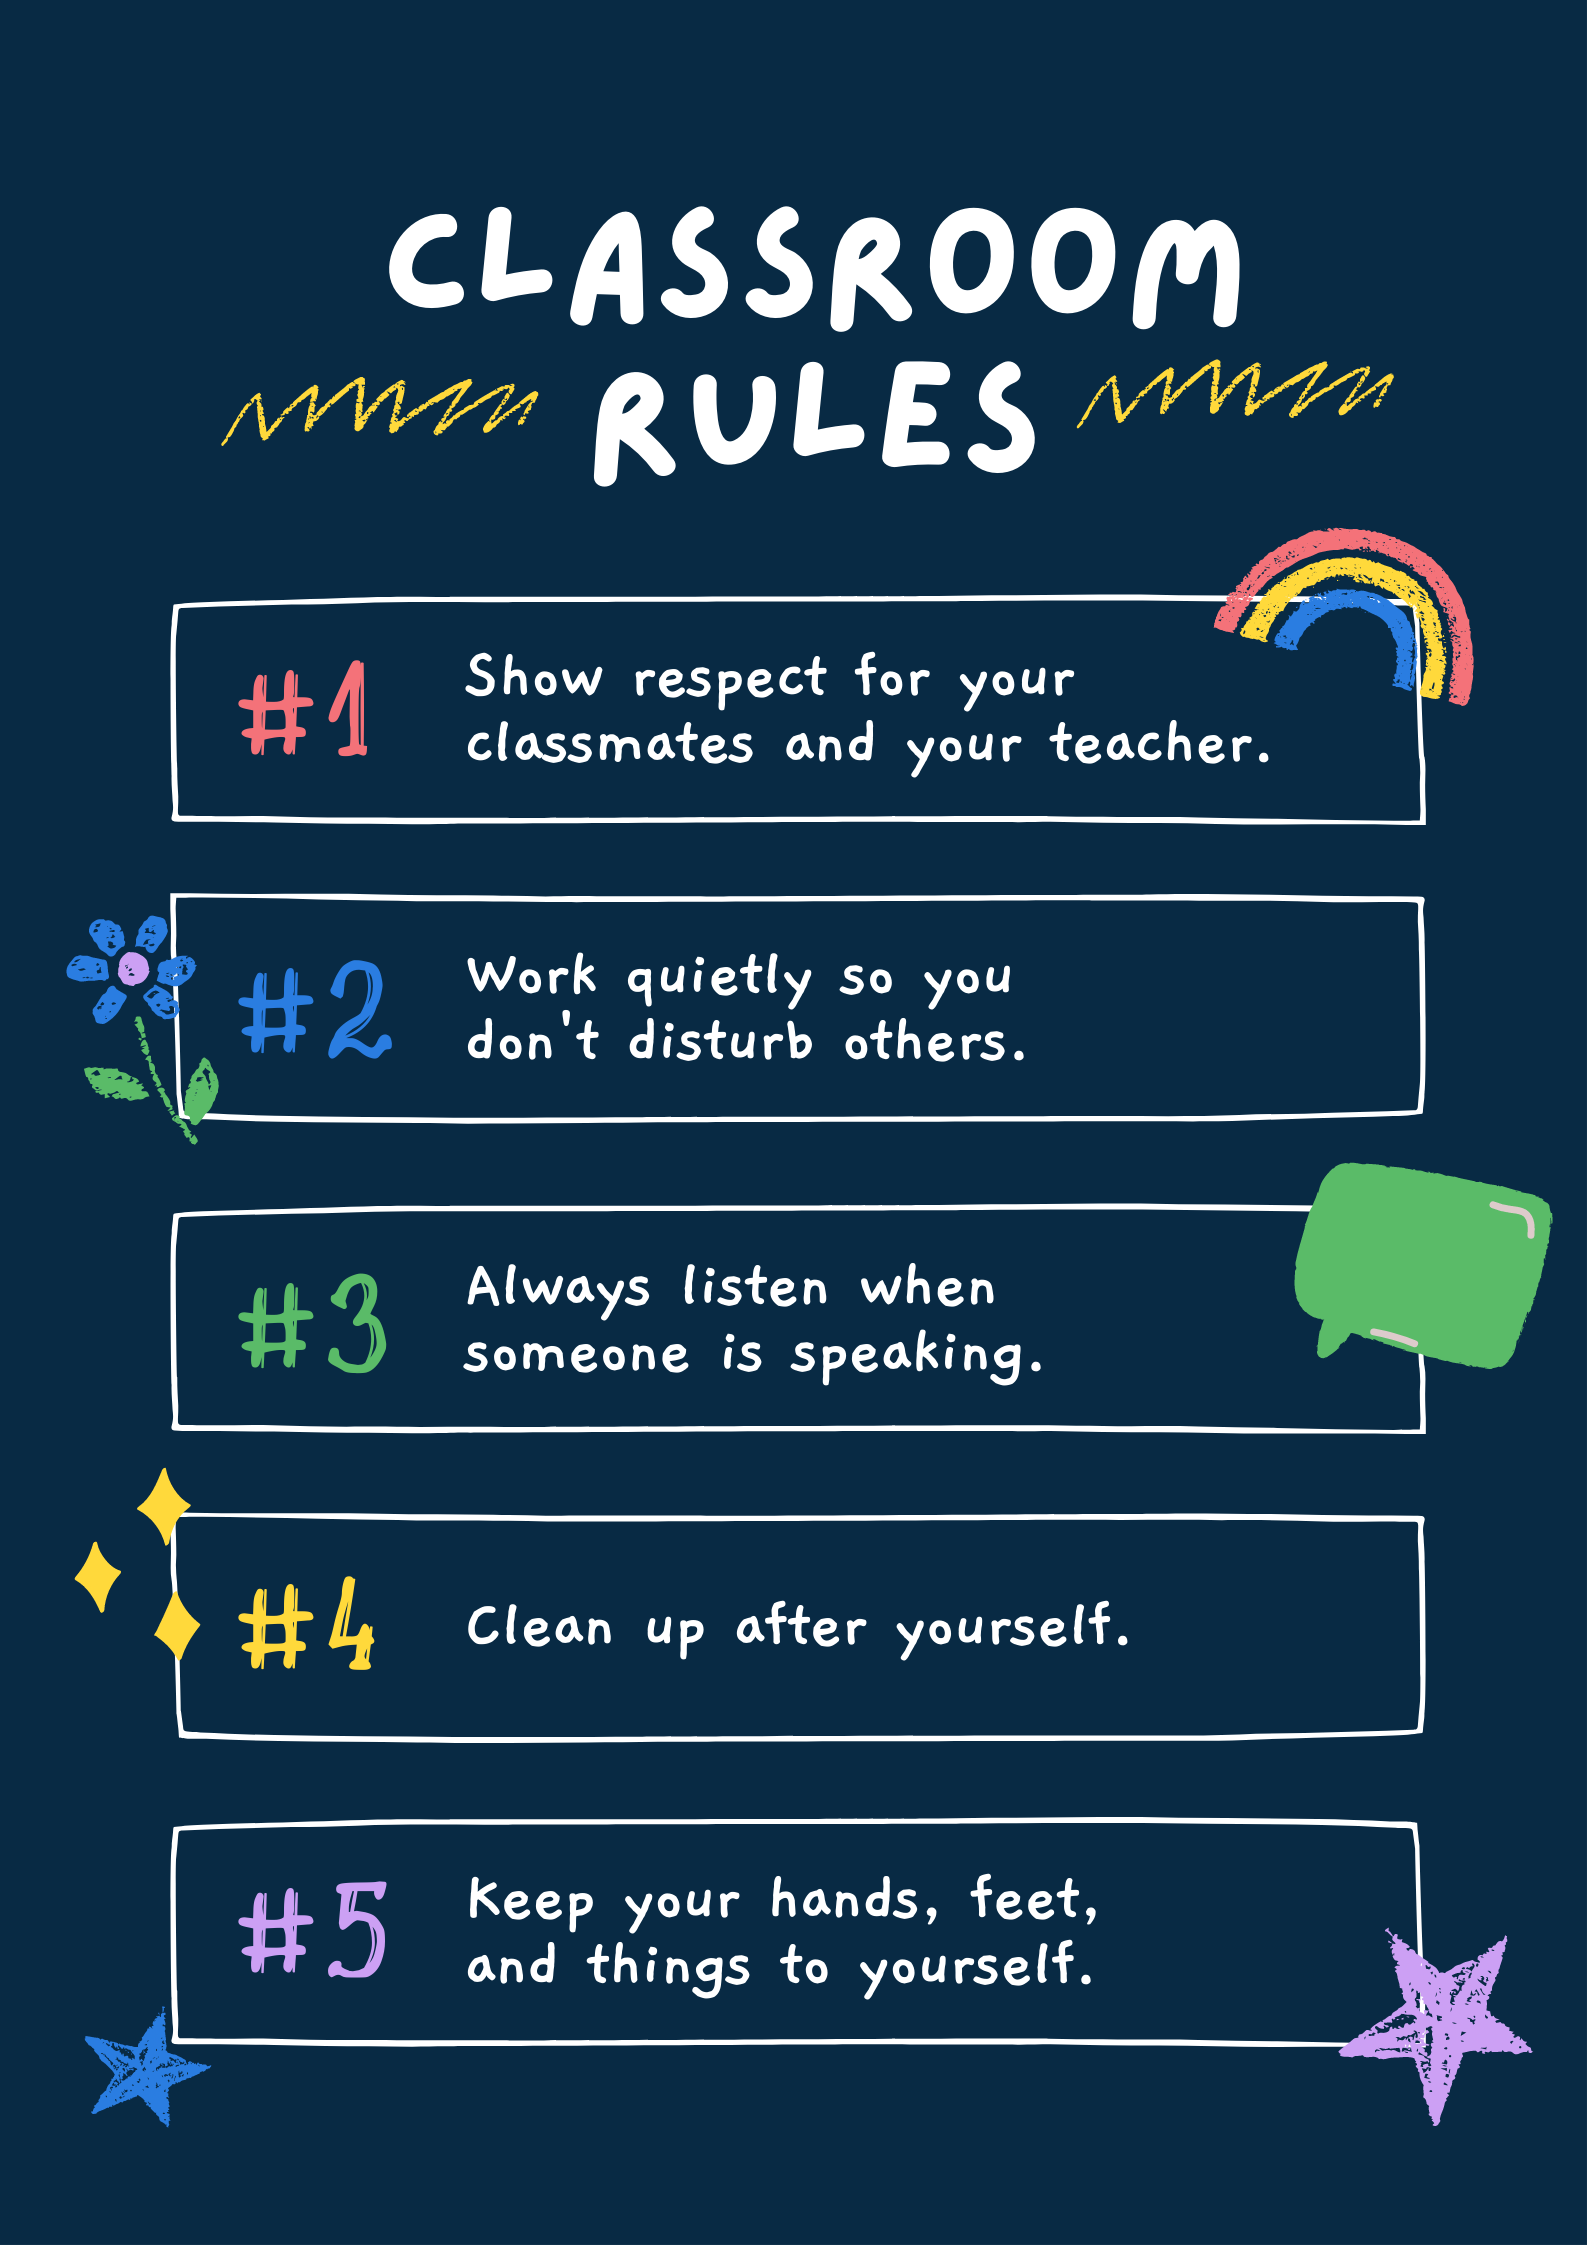 CLASSROOM
RULES
#1
Show respect for your
classmates and your teacher.
#2
Work quietly so you
don't disturb others.
#3
Always listen when
someone is speaking.
#4
Clean up after yourself.
#5
Keep your hands, feet,
and things to yourself.